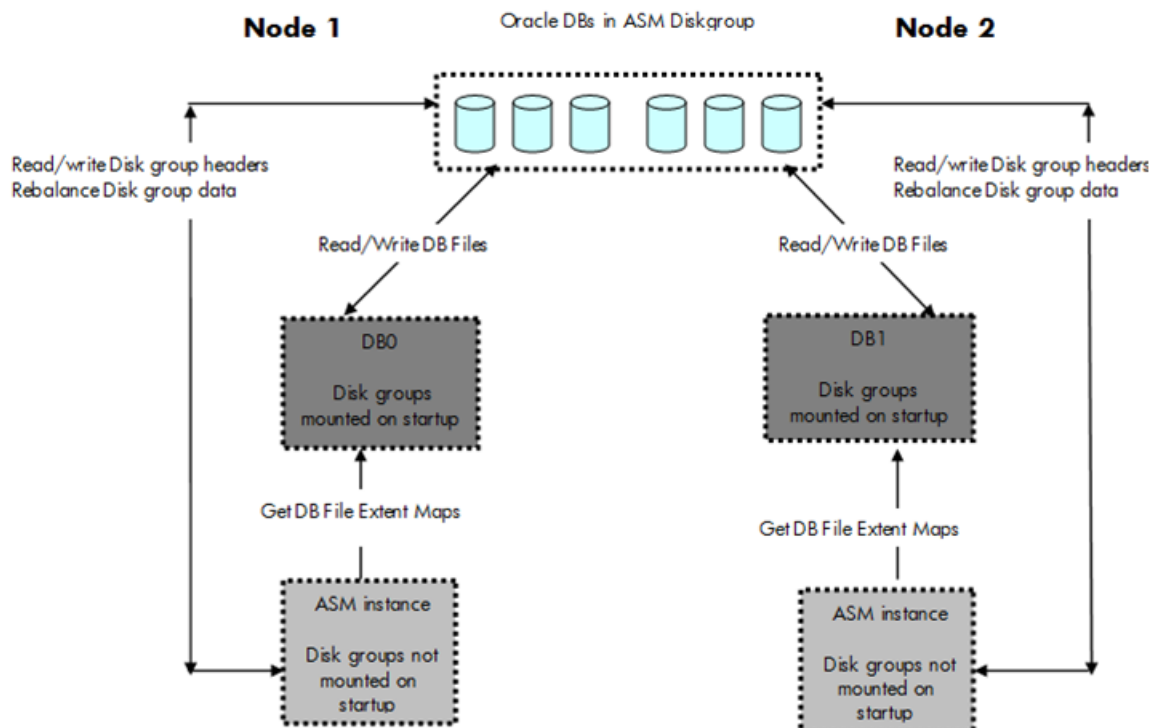 Node 1
Oracle DBs in ASM Diskgroup
Node 2
Read/write Disk group headers
Rebalance Disk group data
Read/write Disk group headers
Rebalance Disk group data
Read/Write DB Files
Read/Write DB Files
DB0
Disk groups
mounted on startup
DB1
Disk groups
mounted on startup
Get DB File Extent Maps
Get DB File Extent Maps
ASM instance
Disk groups not
mounted on
startup
ASM instance
Disk groups not
mounted on
startup